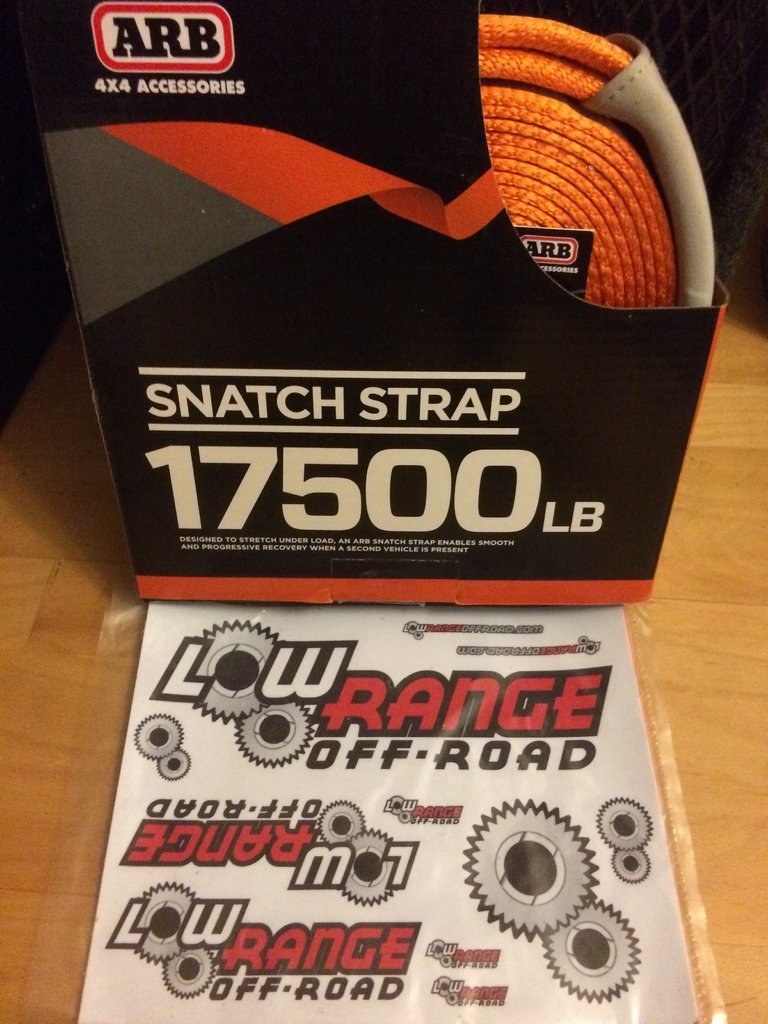 ARB
4X4 ACCESSORIES
ARB
ACCESSORIES
SNATCH STRAP
17500 LB
DESIGNED TO STRETCH UNDER LOAD, AN ARB SNATCH STRAP ENABLES SMOOTH
AND PROGRESSIVE RECOVERY WHEN A SECOND VEHICLE IS PRESENT
LOWRANGEOFFROAD.COM
LOWRANGEOFFROAD.COM
LOW RANGE
OFF-ROAD
LOW RANGE
OFF-ROAD
LOW RANGE
OFF-ROAD
LOW RANGE
OFF-ROAD
LOW RANGE
OFF-ROAD
LOW RANGE
OFF-ROAD